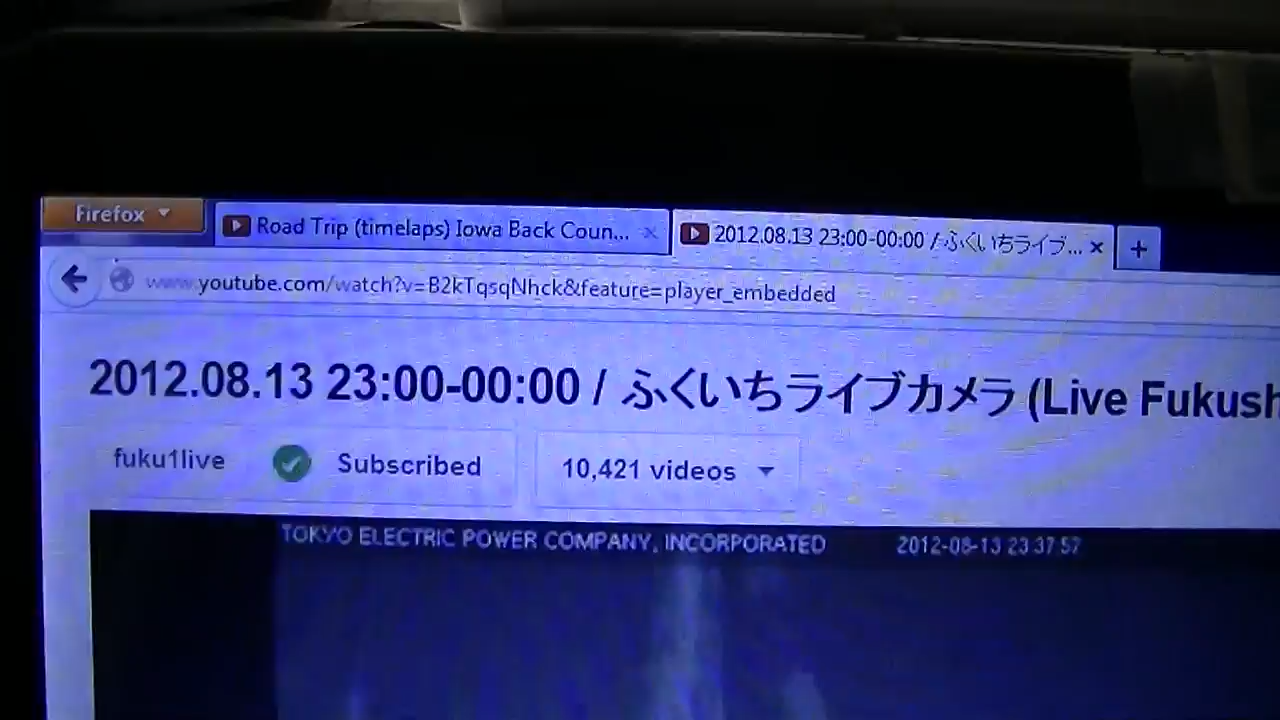 Firefox
Road Trip (timelaps) Iowa Back Coun...
2012.08.13 23:00-00:00 / ふくいちライブ...
www.youtube.com/watch?v=B2kTqsqNhck&feature=player_embedded
2012.08.13 23:00-00:00 / ふくいちライブカメラ (Live Fukush
fuku1live Subscribed 10,421 videos
TOKYO ELECTRIC POWER COMPANY, INCORPORATED 2012-08-13 23:37:57